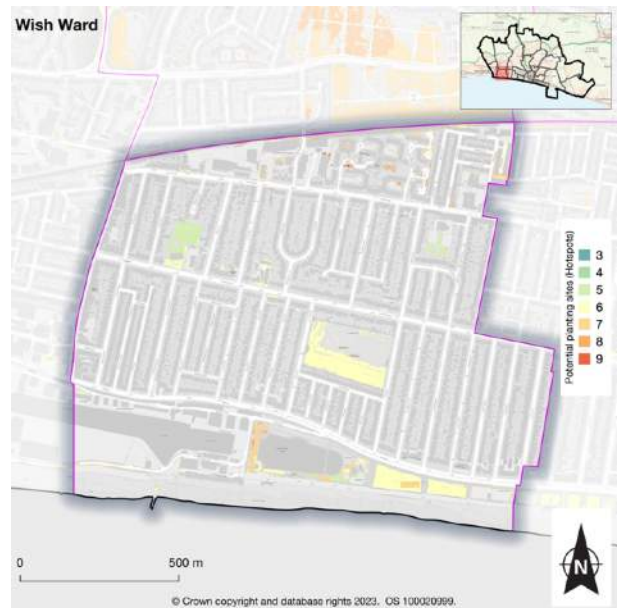 Wish Ward
Potential planting sites (Hotspots)
3
4
5
6
7
8
9
N
0 500 m
© Crown copyright and database rights 2023. OS 100020999.